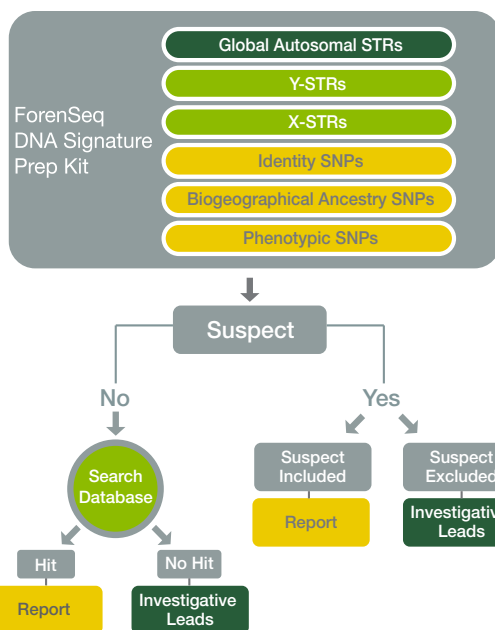 ForenSeq
DNA Signature
Prep Kit
Global Autosomal STRs
Y-STRs
X-STRs
Identity SNPs
Biogeographical Ancestry SNPs
Phenotypic SNPs
Suspect
No
Yes
Search
Database
Suspect
Included
Suspect
Excluded
Report
Investigative
Leads
Hit
No Hit
Report
Investigative
Leads